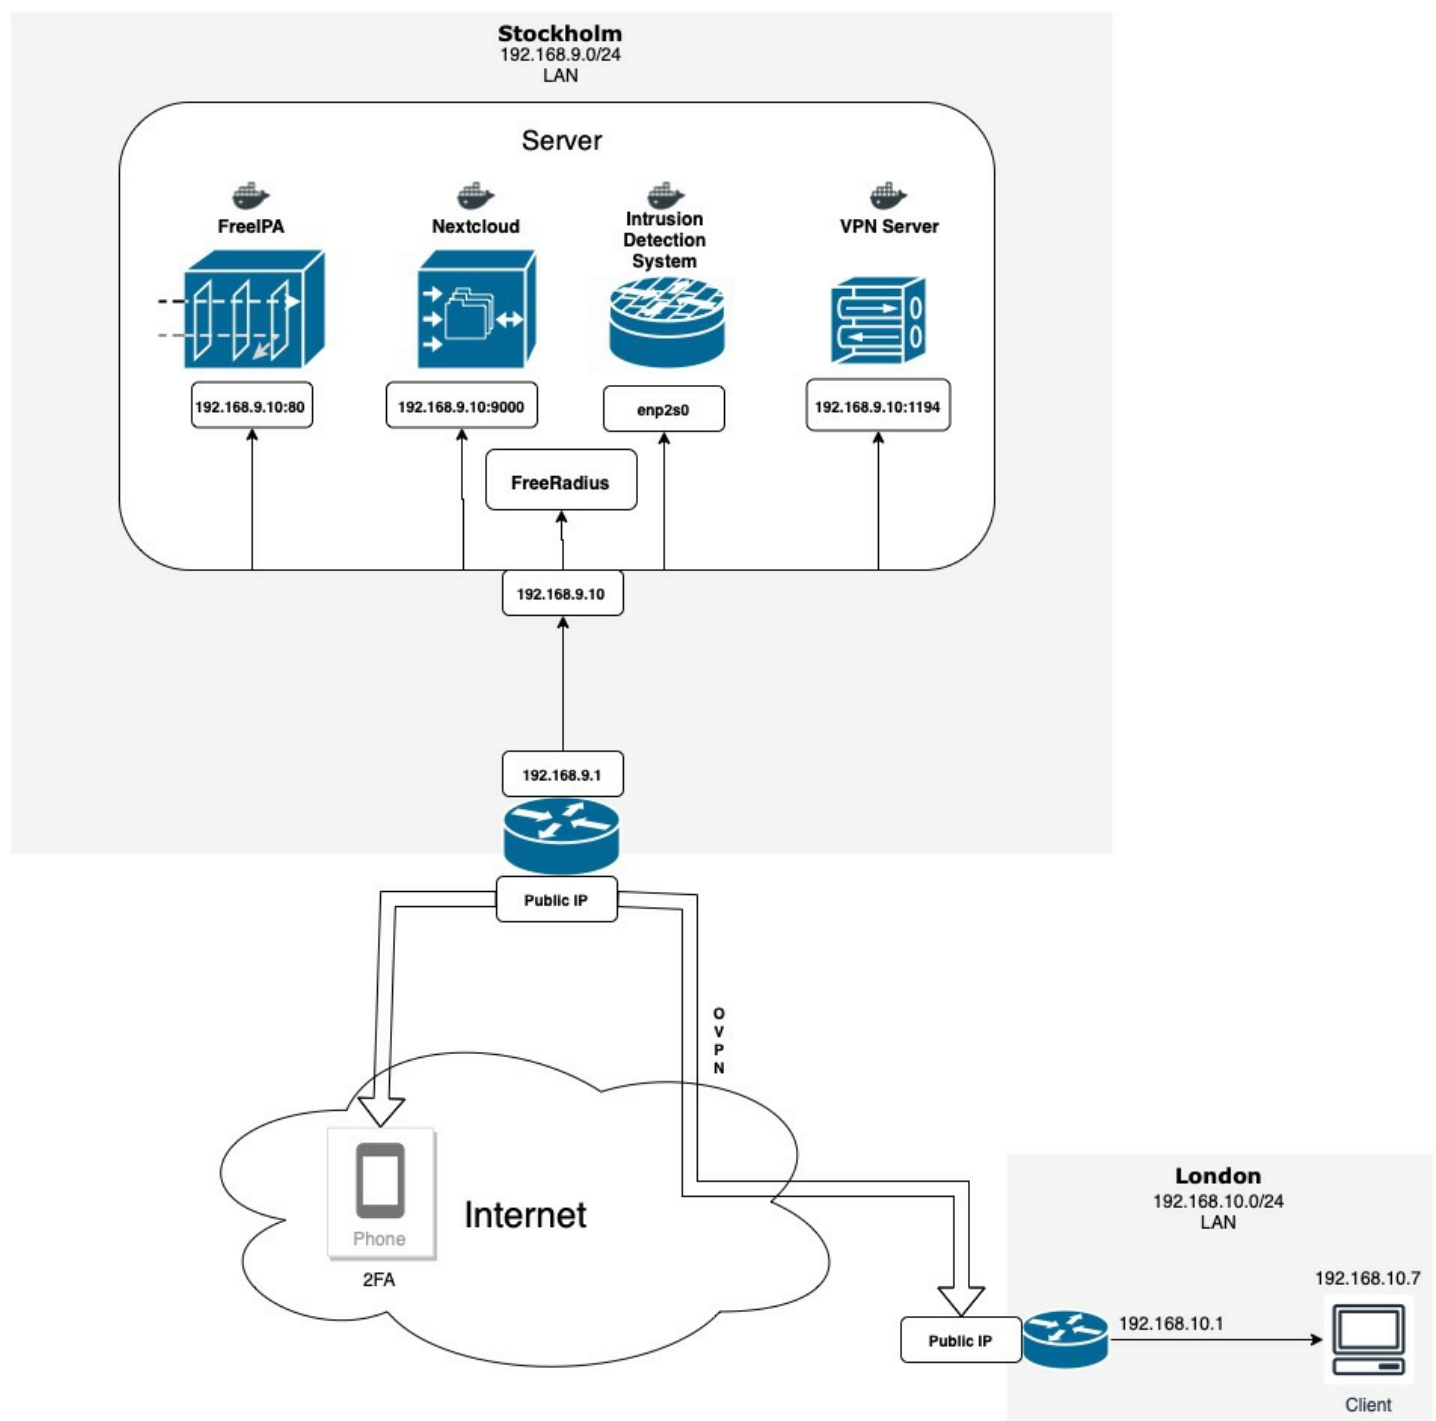 Stockholm
192.168.9.0/24
LAN
Server
FreeIPA
Nextcloud
Intrusion
Detection
System
VPN Server
192.168.9.10:80
192.168.9.10:9000
enp2s0
192.168.9.10:1194
FreeRadius
192.168.9.10
192.168.9.1
Public IP
O
V
P
N
Phone
2FA
Internet
London
192.168.10.0/24
LAN
192.168.10.7
192.168.10.1
Public IP
Client